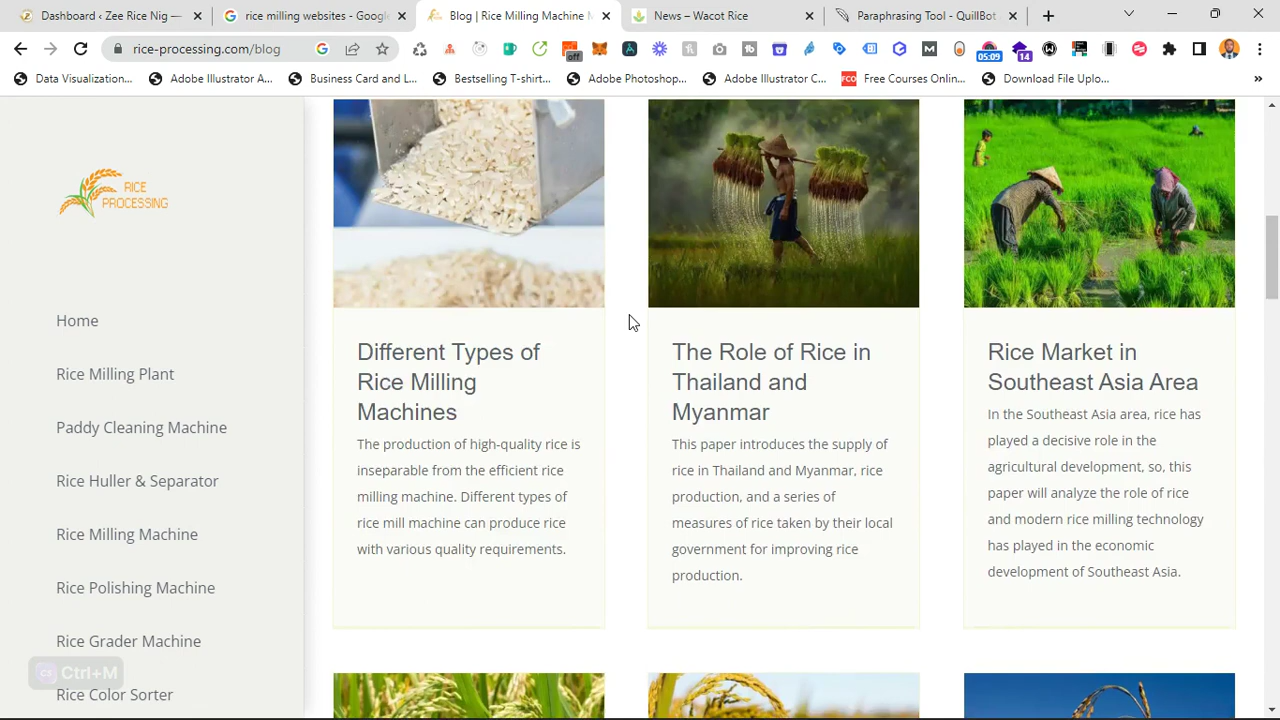 Dashboard ‹ Zee Rice Nig —
rice milling websites - Google
Blog | Rice Milling Machine M
News – Wacot Rice
Paraphrasing Tool - QuillBot
rice-processing.com/blog
off
05:09
14
Data Visualization...
Adobe Illustrator A...
Business Card and L...
Bestselling T-shirt...
Adobe Photoshop...
Adobe Illustrator C...
FCO
Free Courses Onlin...
Download File Uplo...
»
RICE
PROCESSING
Home
Rice Milling Plant
Paddy Cleaning Machine
Rice Huller & Separator
Rice Milling Machine
Rice Polishing Machine
Rice Grader Machine
Ctrl+M
Rice Color Sorter
Different Types of
Rice Milling
Machines
The production of high-quality rice is
inseparable from the efficient rice
milling machine. Different types of
rice mill machine can produce rice
with various quality requirements.
The Role of Rice in
Thailand and
Myanmar
This paper introduces the supply of
rice in Thailand and Myanmar, rice
production, and a series of
measures of rice taken by their local
government for improving rice
production.
Rice Market in
Southeast Asia Area
In the Southeast Asia area, rice has
played a decisive role in the
agricultural development, so, this
paper will analyze the role of rice
and modern rice milling technology
has played in the economic
development of Southeast Asia.